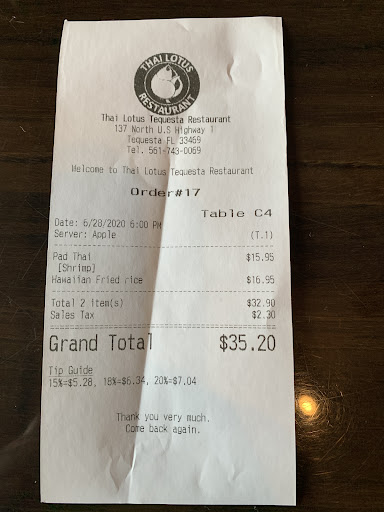 THAI LOTUS
RESTAURANT
Thai Lotus Tequesta Restaurant
137 North U.S Highway 1
Tequesta FL 33469
Tel. 561-743-0069
Welcome to Thai Lotus Tequesta Restaurant
Order#17
Table C4
Date: 6/28/2020 6:00 PM
Server: Apple (T.1)
Pad Thai $15.95
[Shrimp]
Hawaiian Fried rice $16.95
Total 2 item(s) $32.90
Sales Tax $2.30
Grand Total $35.20
Tip Guide
15%=$5.28, 18%=$6.34, 20%=$7.04
Thank you very much.
Come back again.